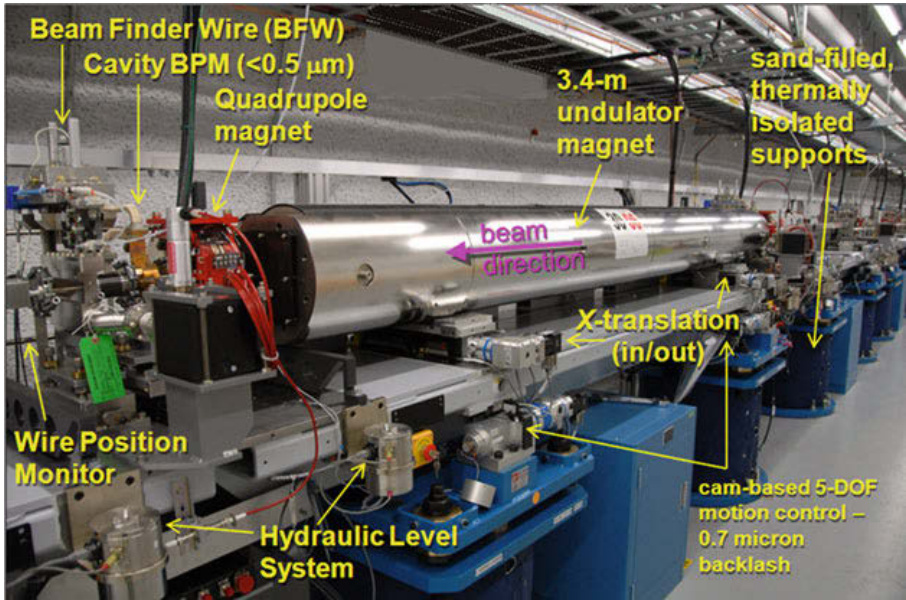 Beam Finder Wire (BFW)
Cavity BPM (<0.5 μm)
Quadrupole
magnet
3.4-m
undulator
magnet
sand-filled,
thermally
isolated
supports
beam
direction
X-translation
(in/out)
Wire Position
Monitor
Hydraulic Level
System
cam-based 5-DOF
motion control –
0.7 micron
backlash